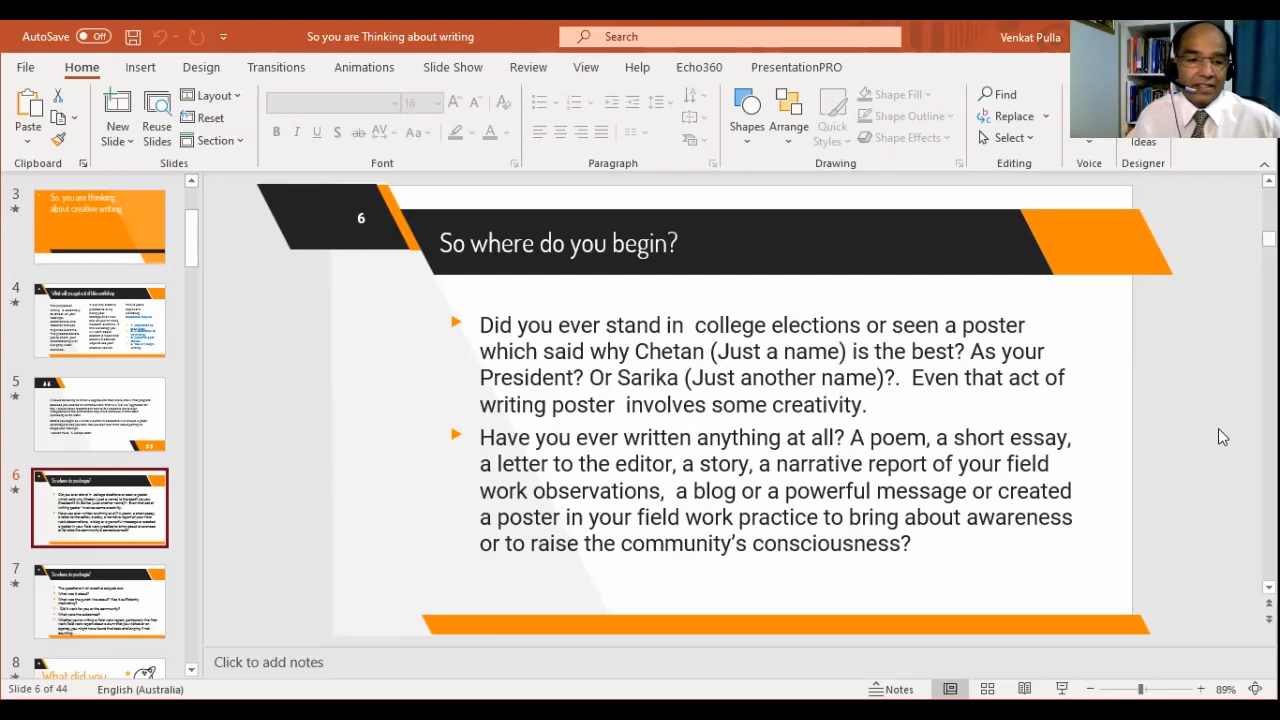 AutoSave Off
So you are Thinking about writing
Search
Venkat Pulla
File Home Insert Design Transitions Animations Slide Show Review View Help Echo360 PresentationPRO
Paste
New Slide
Reuse Slides
Layout
Reset
Section
16
Shapes
Arrange
Quick Styles
Shape Fill
Shape Outline
Shape Effects
Find
Replace
Select
Ideas
Clipboard Slides Font Paragraph Drawing Editing Voice Designer
3
So, you are thinking
about creative writing
4
5
6
So where do you begin?
7
So where do you begin?
8
What did you
6
So where do you begin?
Did you ever stand in college elections or seen a poster
which said why Chetan (Just a name) is the best? As your
President? Or Sarika (Just another name)?. Even that act of
writing poster involves some creativity.
Have you ever written anything at all? A poem, a short essay,
a letter to the editor, a story, a narrative report of your field
work observations, a blog or a powerful message or created
a poster in your field work practice to bring about awareness
or to raise the community's consciousness?
Click to add notes
Slide 6 of 44 English (Australia) Notes 89%